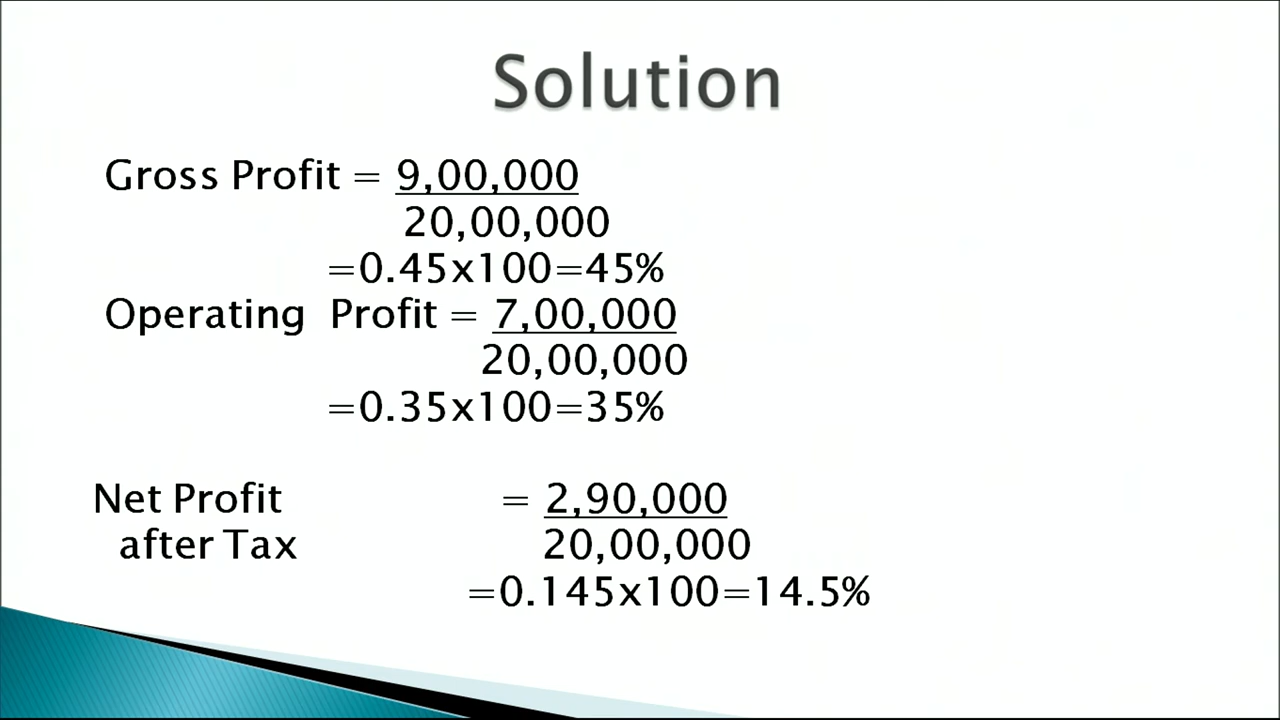 Solution
Gross Profit = 9,00,000
20,00,000
=0.45x100=45%
Operating Profit = 7,00,000
20,00,000
=0.35x100=35%
Net Profit = 2,90,000
after Tax 20,00,000
=0.145x100=14.5%